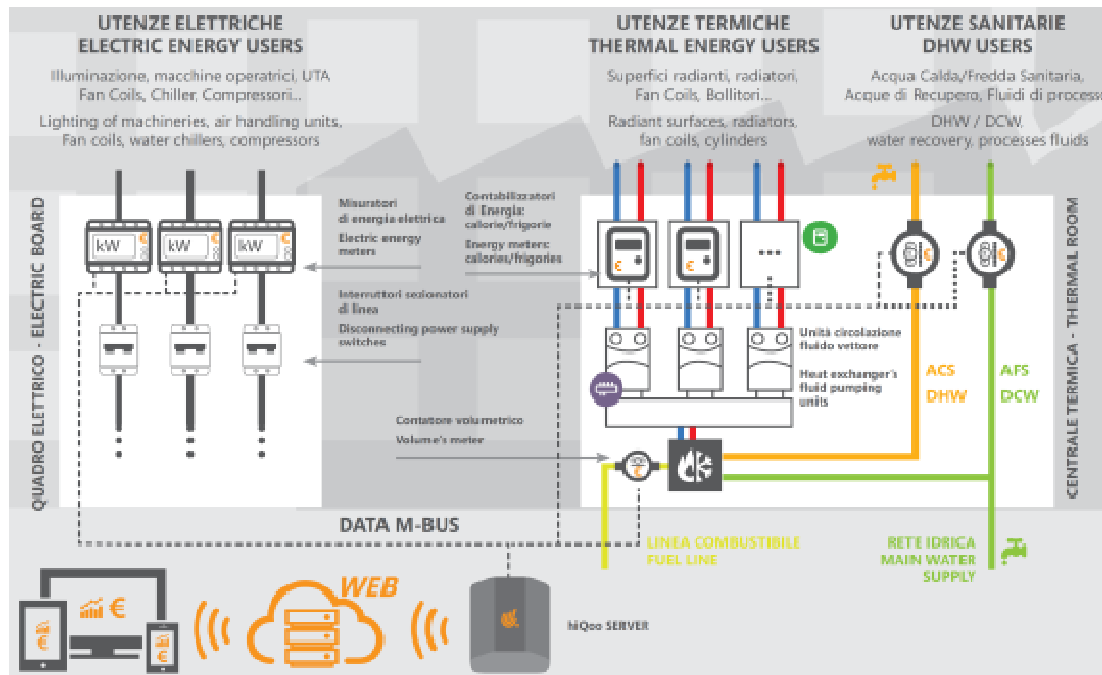 UTENZE ELETTRICHE
ELECTRIC ENERGY USERS
Illuminazione, macchine operatrici, UTA
Fan Coils, Chiller, Compressori...
Lighting of machineries, air handling units,
Fan coils, water chillers, compressors
UTENZE TERMICHE
THERMAL ENERGY USERS
Superfici radianti, radiatori,
Fan Coils, Bollitori...
Radiant surfaces, radiators,
fan coils, cylinders
UTENZE SANITARIE
DHW USERS
Acqua Calda/Fredda Sanitaria,
Acque di Recupero, Fluidi di processo
DHW / DCW,
water recovery, processes fluids
QUADRO ELETTRICO - ELECTRIC BOARD
kW €
kW €
kW €
Misuratori
di energia elettrica
Electric energy
meters
Interruttori sezionatori
di linea
Disconnecting power supply
switches
Contabilizzatori
di Energia:
calorie/frigorie
Energy meters:
calories/frigories
€
€
...
Unità circolazione
fluido vettore
Heat exchanger's
fluid pumping
units
ACS
DHW
AFS
DCW
CENTRALE TERMICA - THERMAL ROOM
Contatore volumetrico
Volume's meter
DATA M-BUS
LINEA COMBUSTIBILE
FUEL LINE
RETE IDRICA
MAIN WATER
SUPPLY
€
WEB
hiQoo SERVER